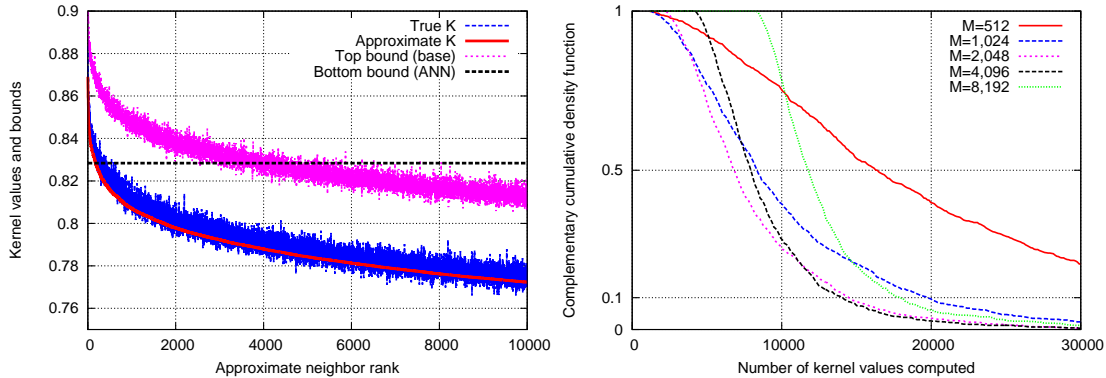 Kernel values and bounds
0.9
0.88
0.86
0.84
0.82
0.8
0.78
0.76
0
2000
4000
6000
8000
10000
Approximate neighbor rank
True K
Approximate K
Top bound (base)
Bottom bound (ANN)
Complementary cumulative density function
1
0.5
0.1
0
0
10000
20000
30000
Number of kernel values computed
M=512
M=1,024
M=2,048
M=4,096
M=8,192